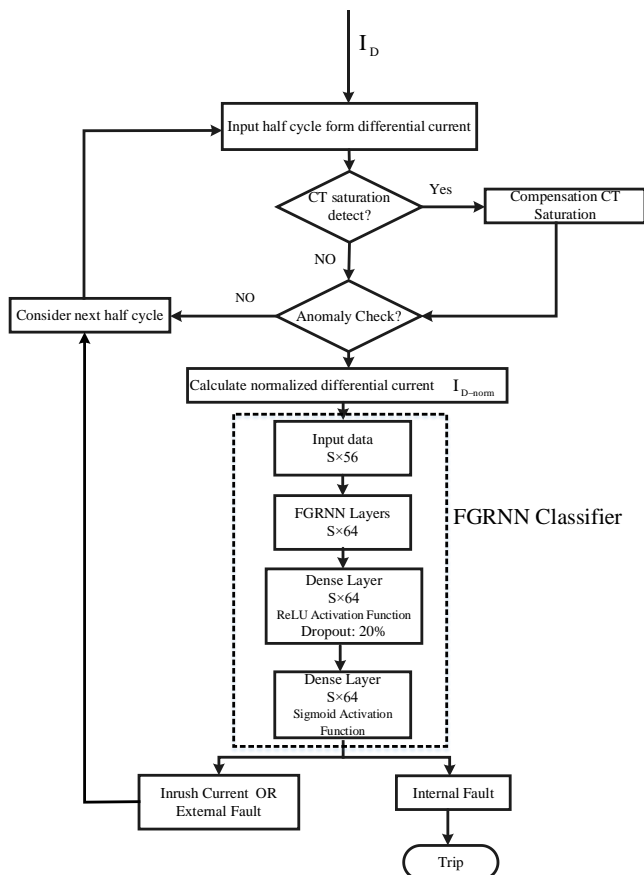 I_D
Input half cycle form differential current
CT saturation
detect?
Yes
Compensation CT
Saturation
NO
Consider next half cycle
NO
Anomaly Check?
Calculate normalized differential current I_D-norm
Input data
S×56
FGRNN Layers
S×64
FGRNN Classifier
Dense Layer
S×64
ReLU Activation Function
Dropout: 20%
Dense Layer
S×64
Sigmoid Activation
Function
Inrush Current OR
External Fault
Internal Fault
Trip